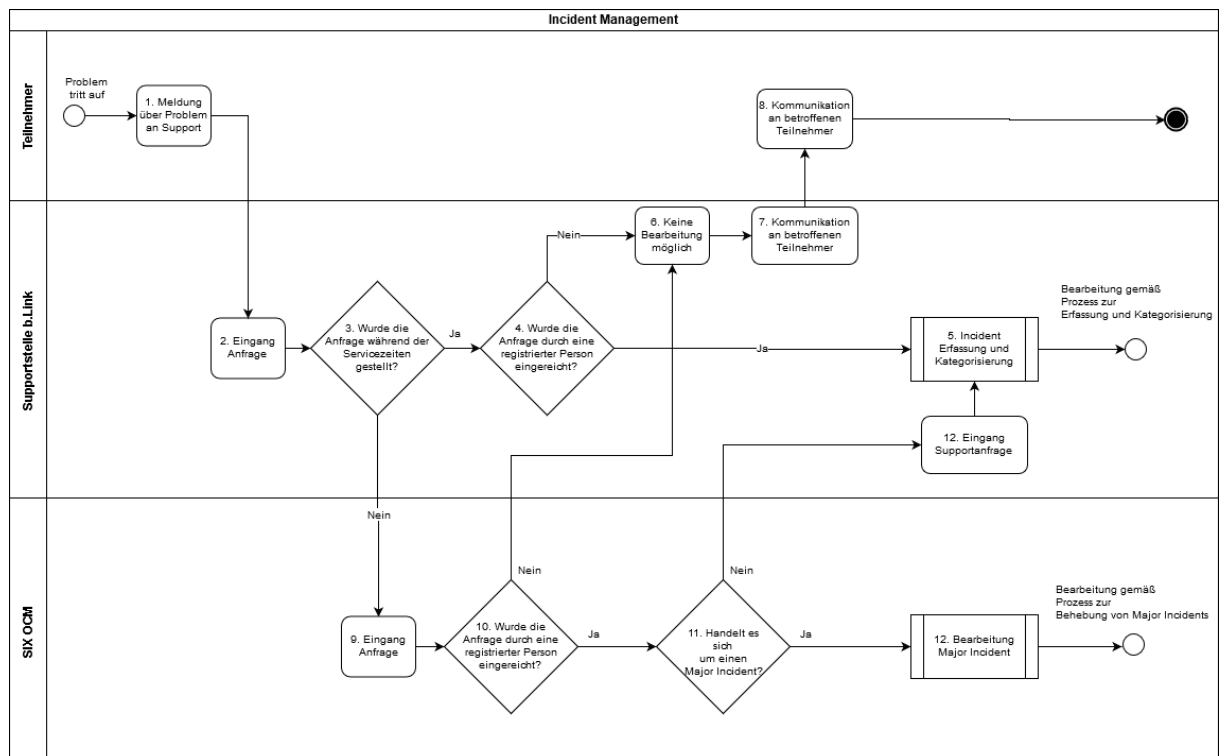 Incident Management
Teilnehmer
Problem
tritt auf
1. Meldung
über Problem
an Support
8. Kommunikation
an betroffenen
Teilnehmer
Supportstelle b.Link
6. Keine
Bearbeitung
möglich
7. Kommunikation
an betroffenen
Teilnehmer
Nein
2. Eingang
Anfrage
3. Wurde die
Anfrage während der
Servicezeiten
gestellt?
Ja
4. Wurde die
Anfrage durch eine
registrierter Person
eingereicht?
Ja
5. Incident
Erfassung und
Kategorisierung
Bearbeitung gemäß
Prozess zur
Erfassung und Kategorisierung
12. Eingang
Supportanfrage
SIX OCM
Nein
9. Eingang
Anfrage
10. Wurde die
Anfrage durch eine
registrierter Person
eingereicht?
Nein
Ja
11. Handelt es
sich
um einen
Major Incident?
Nein
Ja
12. Bearbeitung
Major Incident
Bearbeitung gemäß
Prozess zur
Behebung von Major Incidents